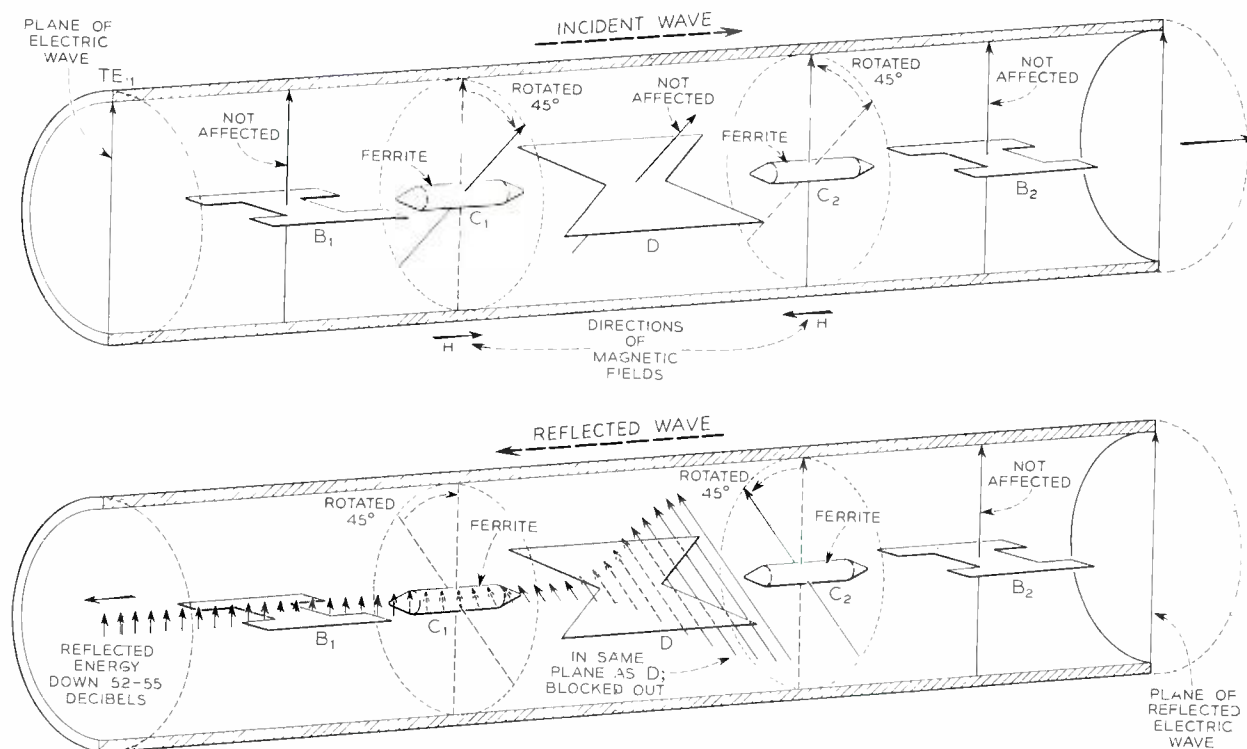 PLANE OF
ELECTRIC
WAVE
INCIDENT WAVE
TE11
NOT
AFFECTED
FERRITE
ROTATED
45°
NOT
AFFECTED
FERRITE
ROTATED
45°
NOT
AFFECTED
B1
C1
D
C2
B2
H
DIRECTIONS
OF
MAGNETIC
FIELDS
H
REFLECTED WAVE
ROTATED
45°
FERRITE
ROTATED
45°
FERRITE
NOT
AFFECTED
B1
C1
D
C2
B2
REFLECTED
ENERGY
DOWN 52-55
DECIBELS
IN SAME
PLANE AS D;
BLOCKED OUT
PLANE OF
REFLECTED
ELECTRIC
WAVE